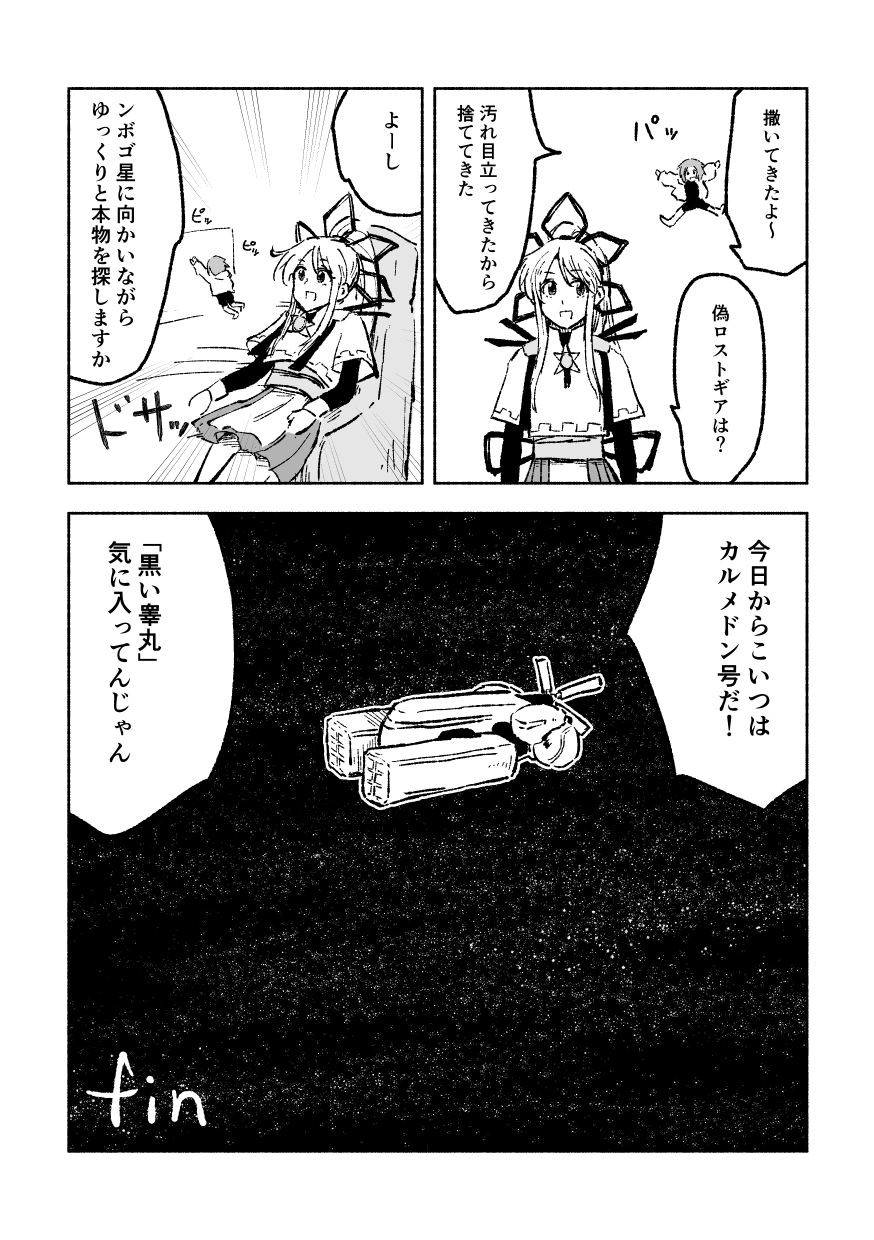 撒いてきたよ～
パッ
偽ロストギアは？
汚れ目立ってきたから
捨ててきた
よーし
ンボゴ星に向かいながら
ゆっくりと本物を探しますか
ピッ
ピッ
ドサッ
今日からこいつは
カルメドン号だ！
「黒い睾丸」
気に入ってんじゃん
fin